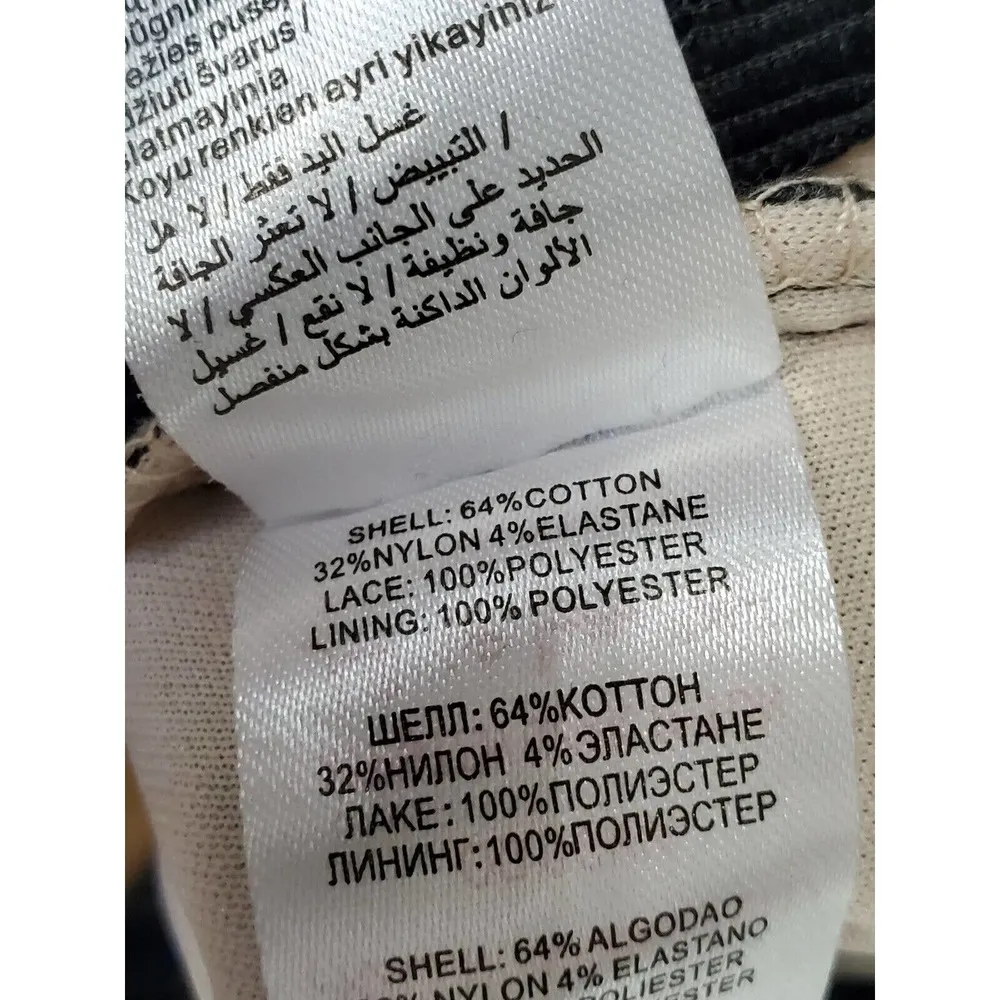 ežies puse,
džiuti švarus /
Koyu renkien ayri yikayiniz
غسل اليد فقط / لا هل
التبييض / لا تعثر الجافة /
الحديد على الجانب العكسي / لا
جافة ونظيفة / لا نقع / غسيل
الألوان الداكنة بشكل منفصل
SHELL: 64%COTTON
32%NYLON 4%ELASTANE
LACE: 100%POLYESTER
LINING: 100% POLYESTER
ШЕЛЛ: 64%КОТТОН
32%НИЛОН 4%ЭЛАСТАНЕ
ЛАКЕ: 100%ПОЛИЭСТЕР
ЛИНИНГ:100%ПОЛИЭСТЕР
SHELL: 64% ALGODAO
NYLON 4% ELASTANO